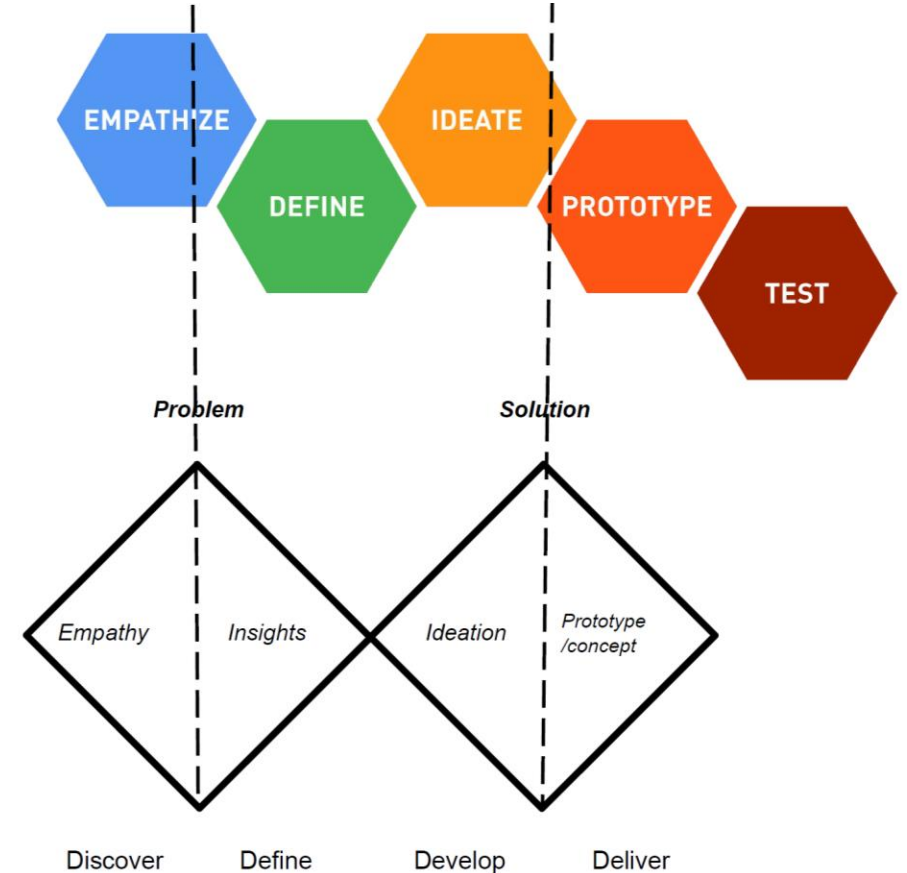 EMPATHIZE
IDEATE
DEFINE
PROTOTYPE
TEST
Problem
Solution
Empathy
Insights
Ideation
Prototype
/concept
Discover
Define
Develop
Deliver